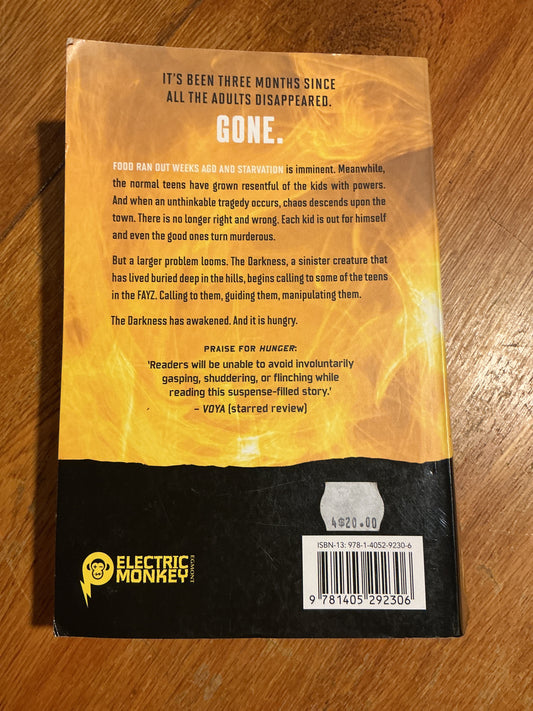 IT'S BEEN THREE MONTHS SINCE
ALL THE ADULTS DISAPPEARED.
GONE.
FOOD RAN OUT WEEKS AGO AND STARVATION is imminent. Meanwhile,
the normal teens have grown resentful of the kids with powers.
And when an unthinkable tragedy occurs, chaos descends upon the
town. There is no longer right and wrong. Each kid is out for himself
and even the good ones turn murderous.
But a larger problem looms. The Darkness, a sinister creature that
has lived buried deep in the hills, begins calling to some of the teens
in the FAYZ. Calling to them, guiding them, manipulating them.
The Darkness has awakened. And it is hungry.
PRAISE FOR HUNGER:
'Readers will be unable to avoid involuntarily
gasping, shuddering, or flinching while
reading this suspense-filled story.'
– VOYA (starred review)
4$20.00
ISBN-13: 978-1-4052-9230-6
9 781405 292306
ELECTRIC
MONKEY
EGMONT